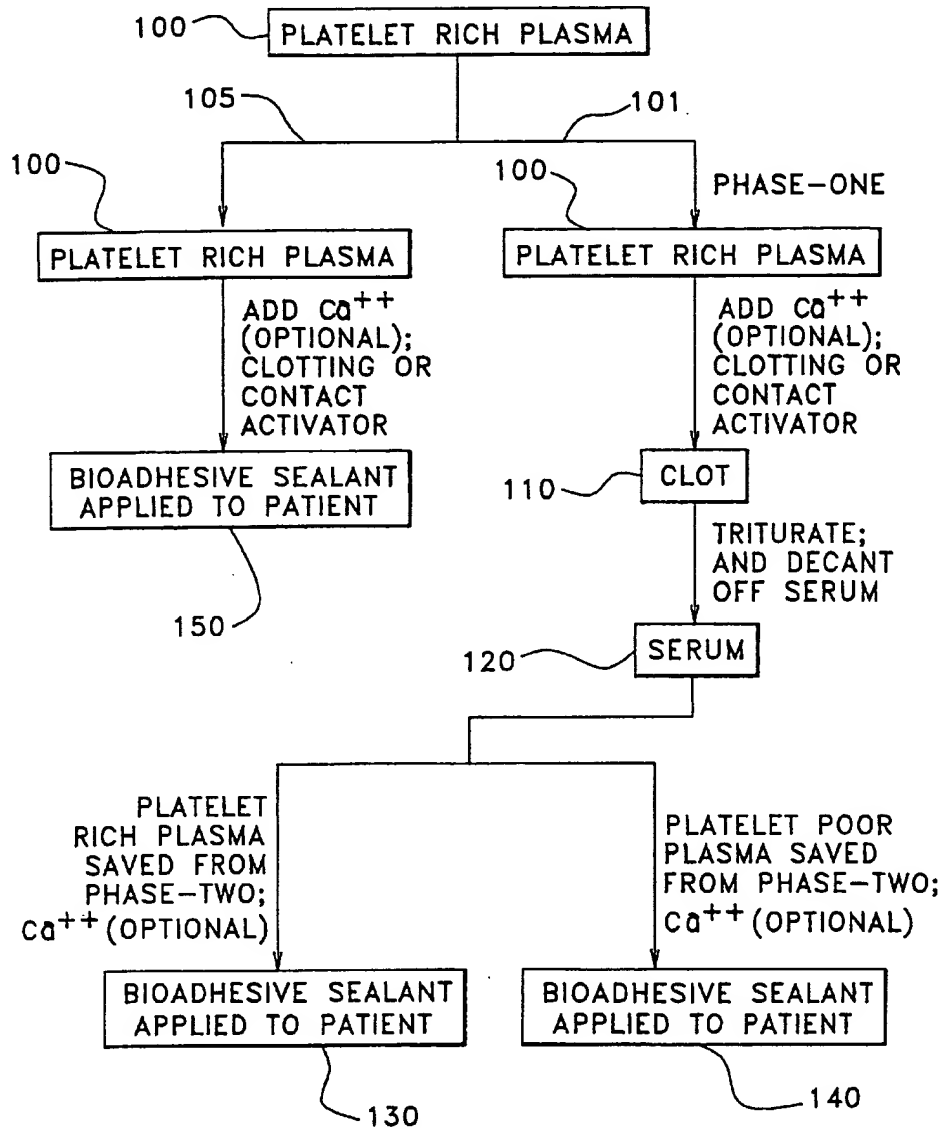 100
PLATELET RICH PLASMA
105
101
100
100
PHASE-ONE
PLATELET RICH PLASMA
PLATELET RICH PLASMA
ADD Ca++
(OPTIONAL);
CLOTTING OR
CONTACT
ACTIVATOR
ADD Ca++
(OPTIONAL);
CLOTTING OR
CONTACT
ACTIVATOR
BIOADHESIVE SEALANT
APPLIED TO PATIENT
150
110
CLOT
TRITURATE;
AND DECANT
OFF SERUM
120
SERUM
PLATELET
RICH PLASMA
SAVED FROM
PHASE-TWO;
Ca++ (OPTIONAL)
PLATELET POOR
PLASMA SAVED
FROM PHASE-TWO;
Ca++ (OPTIONAL)
BIOADHESIVE SEALANT
APPLIED TO PATIENT
130
BIOADHESIVE SEALANT
APPLIED TO PATIENT
140